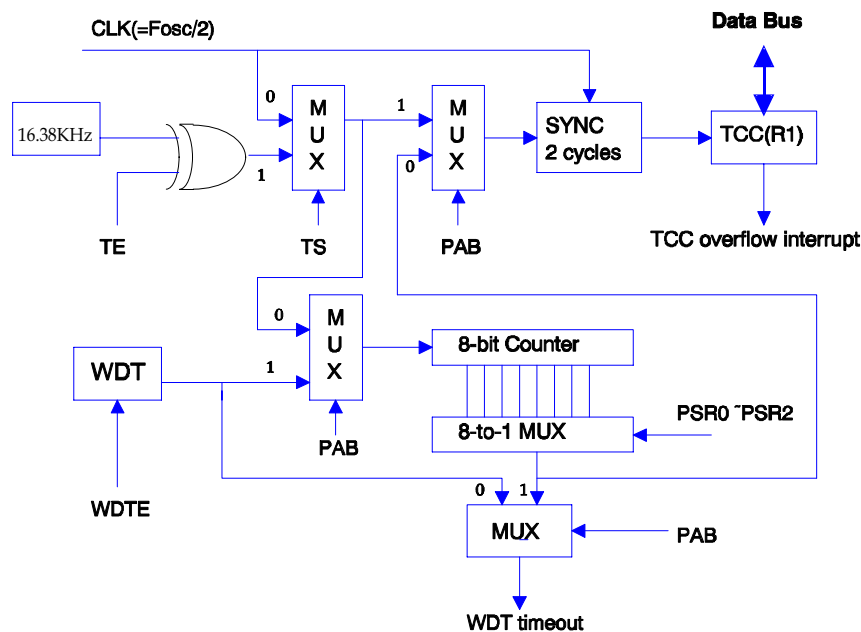 CLK(=Fosc/2)
Data Bus
0
M
U
X
1
M
U
X
16.38KHz
SYNC
2 cycles
TCC(R1)
1
0
TE
TS
PAB
TCC overflow interrupt
0
M
U
X
8-bit Counter
WDT
1
PAB
8-to-1 MUX
PSR0 ~PSR2
WDTE
0
1
MUX
PAB
WDT timeout